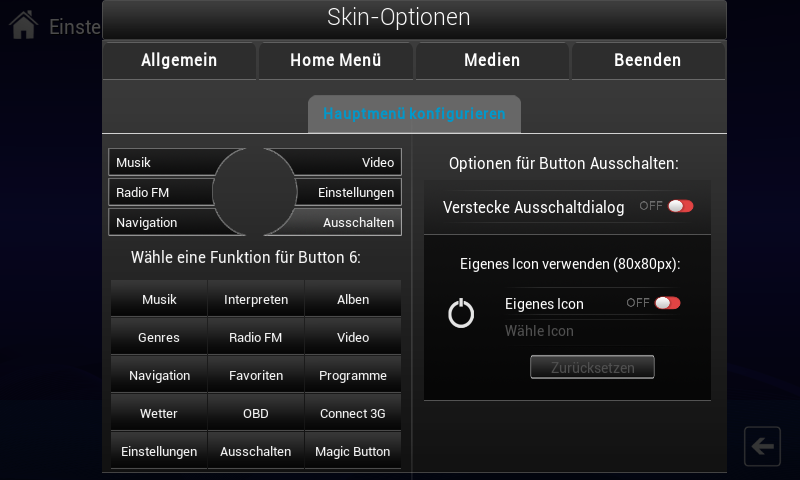 Einste
Skin-Optionen
Allgemein
Home Menü
Medien
Beenden
Hauptmenü konfigurieren
Musik
Video
Radio FM
Einstellungen
Navigation
Ausschalten
Wähle eine Funktion für Button 6:
Musik
Interpreten
Alben
Genres
Radio FM
Video
Navigation
Favoriten
Programme
Wetter
OBD
Connect 3G
Einstellungen
Ausschalten
Magic Button
Optionen für Button Ausschalten:
Verstecke Ausschaltdialog
OFF
Eigenes Icon verwenden (80x80px):
Eigenes Icon
OFF
Wähle Icon
Zurücksetzen